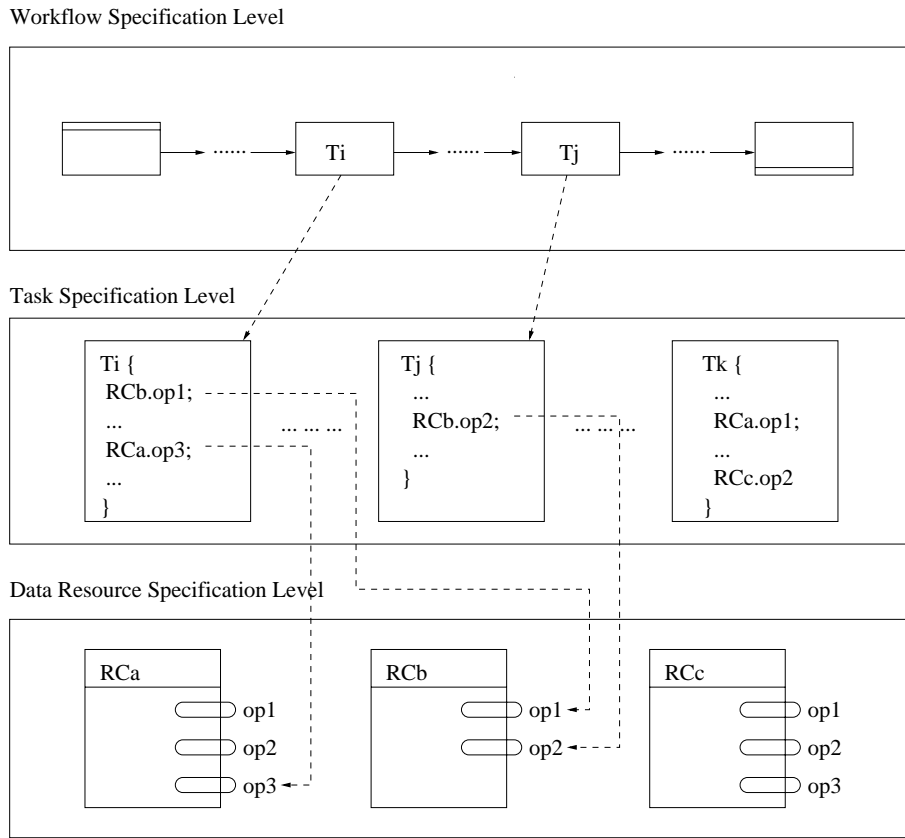 Workflow Specification Level
...... Ti ...... Tj ......
Task Specification Level
Ti {
RCb.op1;
...
RCa.op3;
...
}
... ... ...
Tj {
...
RCb.op2;
...
}
... ... ...
Tk {
...
RCa.op1;
...
RCc.op2
}
Data Resource Specification Level
RCa
op1
op2
op3
RCb
op1
op2
RCc
op1
op2
op3